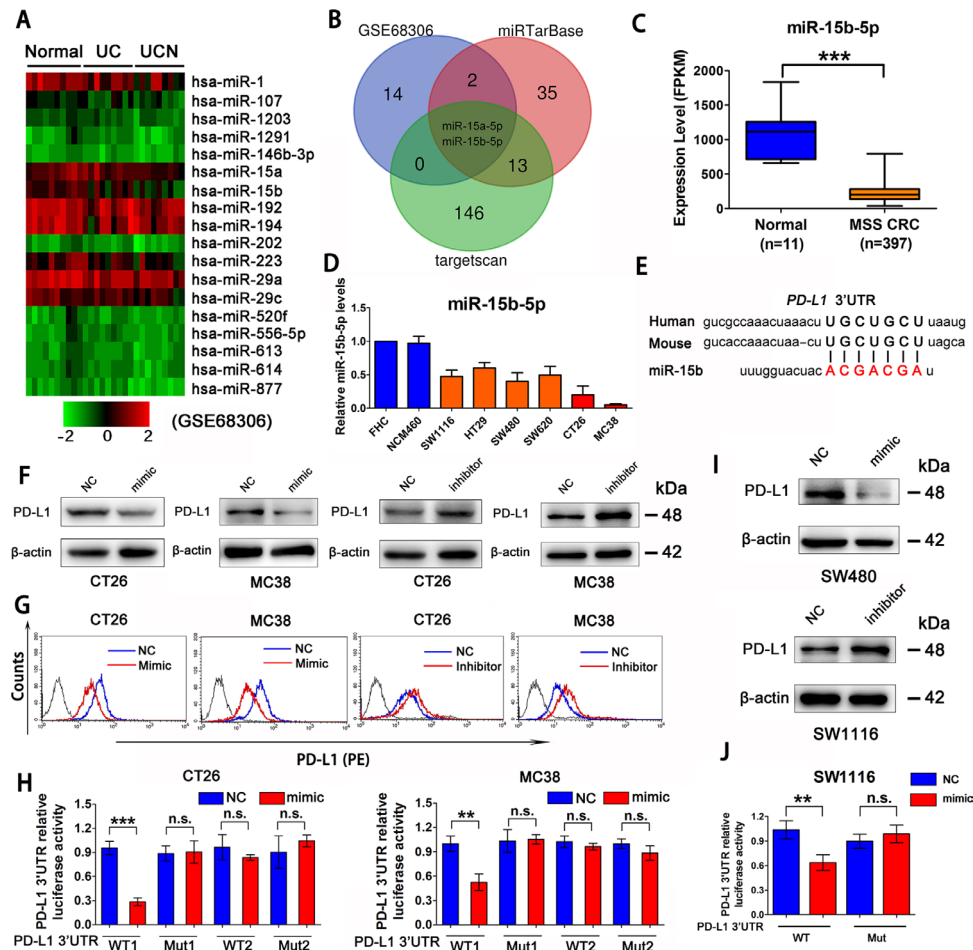 A
Normal UC UCN
hsa-miR-1
hsa-miR-107
hsa-miR-1203
hsa-miR-1291
hsa-miR-146b-3p
hsa-miR-15a
hsa-miR-15b
hsa-miR-192
hsa-miR-194
hsa-miR-202
hsa-miR-223
hsa-miR-29a
hsa-miR-29c
hsa-miR-520f
hsa-miR-556-5p
hsa-miR-613
hsa-miR-614
hsa-miR-877
-2 0 2 (GSE68306)
B
GSE68306 miRTarBase
14 2 35
miR-15a-5p
miR-15b-5p
0 13
146
targetscan
C
miR-15b-5p
***
Expression Level (FPKM)
2000
1500
1000
500
0
Normal MSS CRC
(n=11) (n=397)
D
miR-15b-5p
Relative miR-15b-5p levels
1.5
1.0
0.5
0.0
FHC NCM460 SW1116 HT29 SW480 SW620 CT26 MC38
E
PD-L1 3'UTR
Human gucgccaaacuaaacu U G C U G C U uaaug
Mouse gucaccaaacuaa-cu U G C U G C U uuagca
miR-15b uuugguacuac A C G A C G A u
F
NC mimic NC mimic NC inhibitor NC inhibitor kDa
PD-L1 PD-L1 PD-L1 PD-L1 48
β-actin β-actin β-actin β-actin 42
CT26 MC38 CT26 MC38
G
CT26 MC38 CT26 MC38
Counts
NC NC NC NC
Mimic Mimic Inhibitor Inhibitor
PD-L1 (PE)
H
CT26
NC mimic
PD-L1 3'UTR relative
luciferase activity
1.5
1.2
0.9
0.6
0.3
0.0
*** n.s. n.s. n.s.
PD-L1 3'UTR WT1 Mut1 WT2 Mut2
MC38
NC mimic
PD-L1 3'UTR relative
luciferase activity
1.5
1.2
0.9
0.6
0.3
0.0
** n.s. n.s. n.s.
PD-L1 3'UTR WT1 Mut1 WT2 Mut2
I
NC mimic kDa
PD-L1 48
β-actin 42
SW480
NC inhibitor kDa
PD-L1 48
β-actin 42
SW1116
J
SW1116
NC
mimic
PD-L1 3'UTR relative
luciferase activity
1.5
1.2
0.9
0.6
0.3
0.0
** n.s.
PD-L1 3'UTR WT Mut